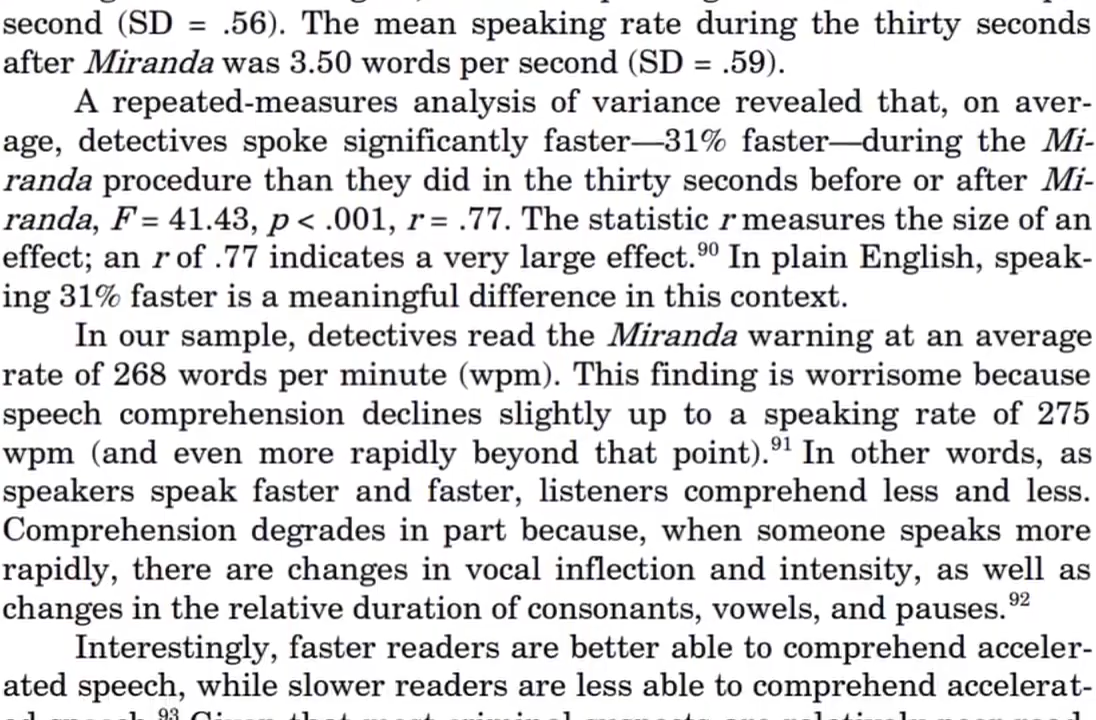 second (SD = .56). The mean speaking rate during the thirty seconds
after Miranda was 3.50 words per second (SD = .59).
A repeated-measures analysis of variance revealed that, on aver-
age, detectives spoke significantly faster—31% faster—during the Mi-
randa procedure than they did in the thirty seconds before or after Mi-
randa, F = 41.43, p < .001, r = .77. The statistic r measures the size of an
effect; an r of .77 indicates a very large effect.⁹⁰ In plain English, speak-
ing 31% faster is a meaningful difference in this context.
In our sample, detectives read the Miranda warning at an average
rate of 268 words per minute (wpm). This finding is worrisome because
speech comprehension declines slightly up to a speaking rate of 275
wpm (and even more rapidly beyond that point).⁹¹ In other words, as
speakers speak faster and faster, listeners comprehend less and less.
Comprehension degrades in part because, when someone speaks more
rapidly, there are changes in vocal inflection and intensity, as well as
changes in the relative duration of consonants, vowels, and pauses.⁹²
Interestingly, faster readers are better able to comprehend acceler-
ated speech, while slower readers are less able to comprehend accelerat-